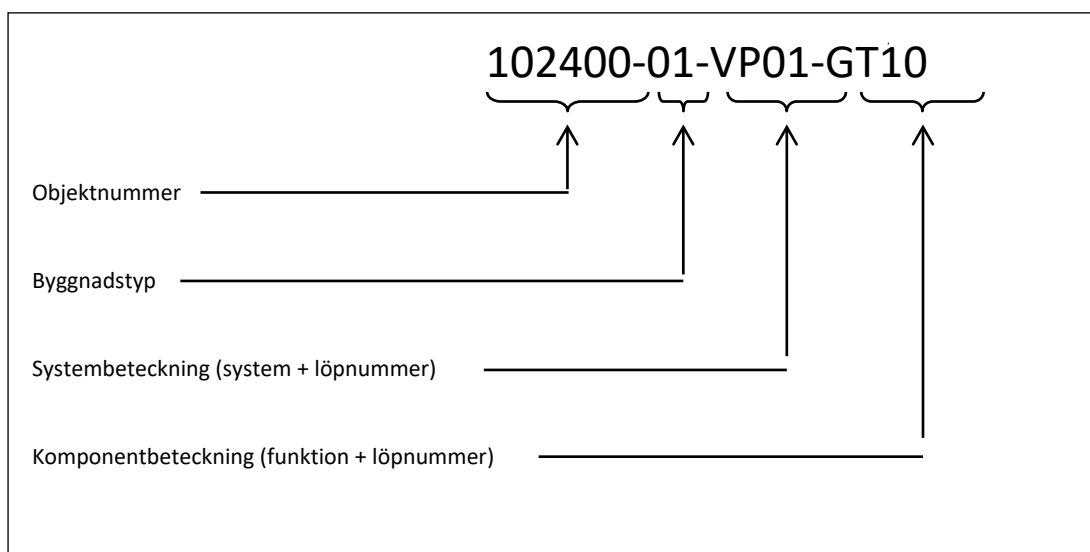 102400-01-VP01-GT10
Objektnummer
Byggnadstyp
Systembeteckning (system + löpnummer)
Komponentbeteckning (funktion + löpnummer)